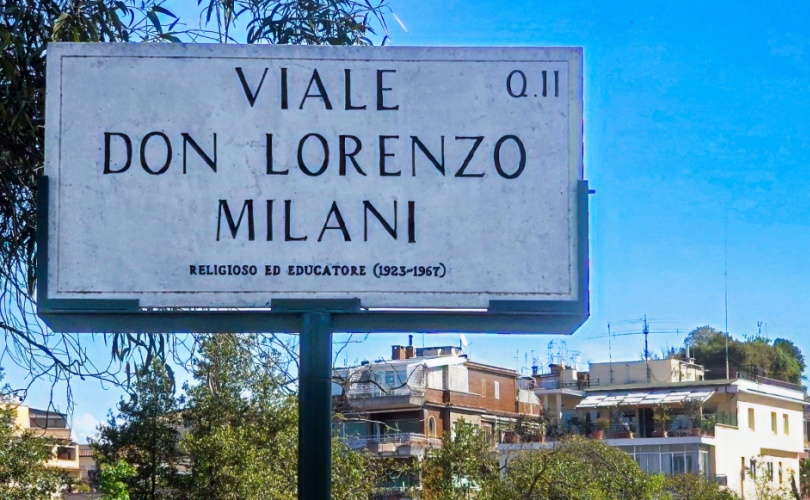 VIALE Q.II
DON LORENZO
MILANI
RELIGIOSO ED EDUCATORE (1923-1967)